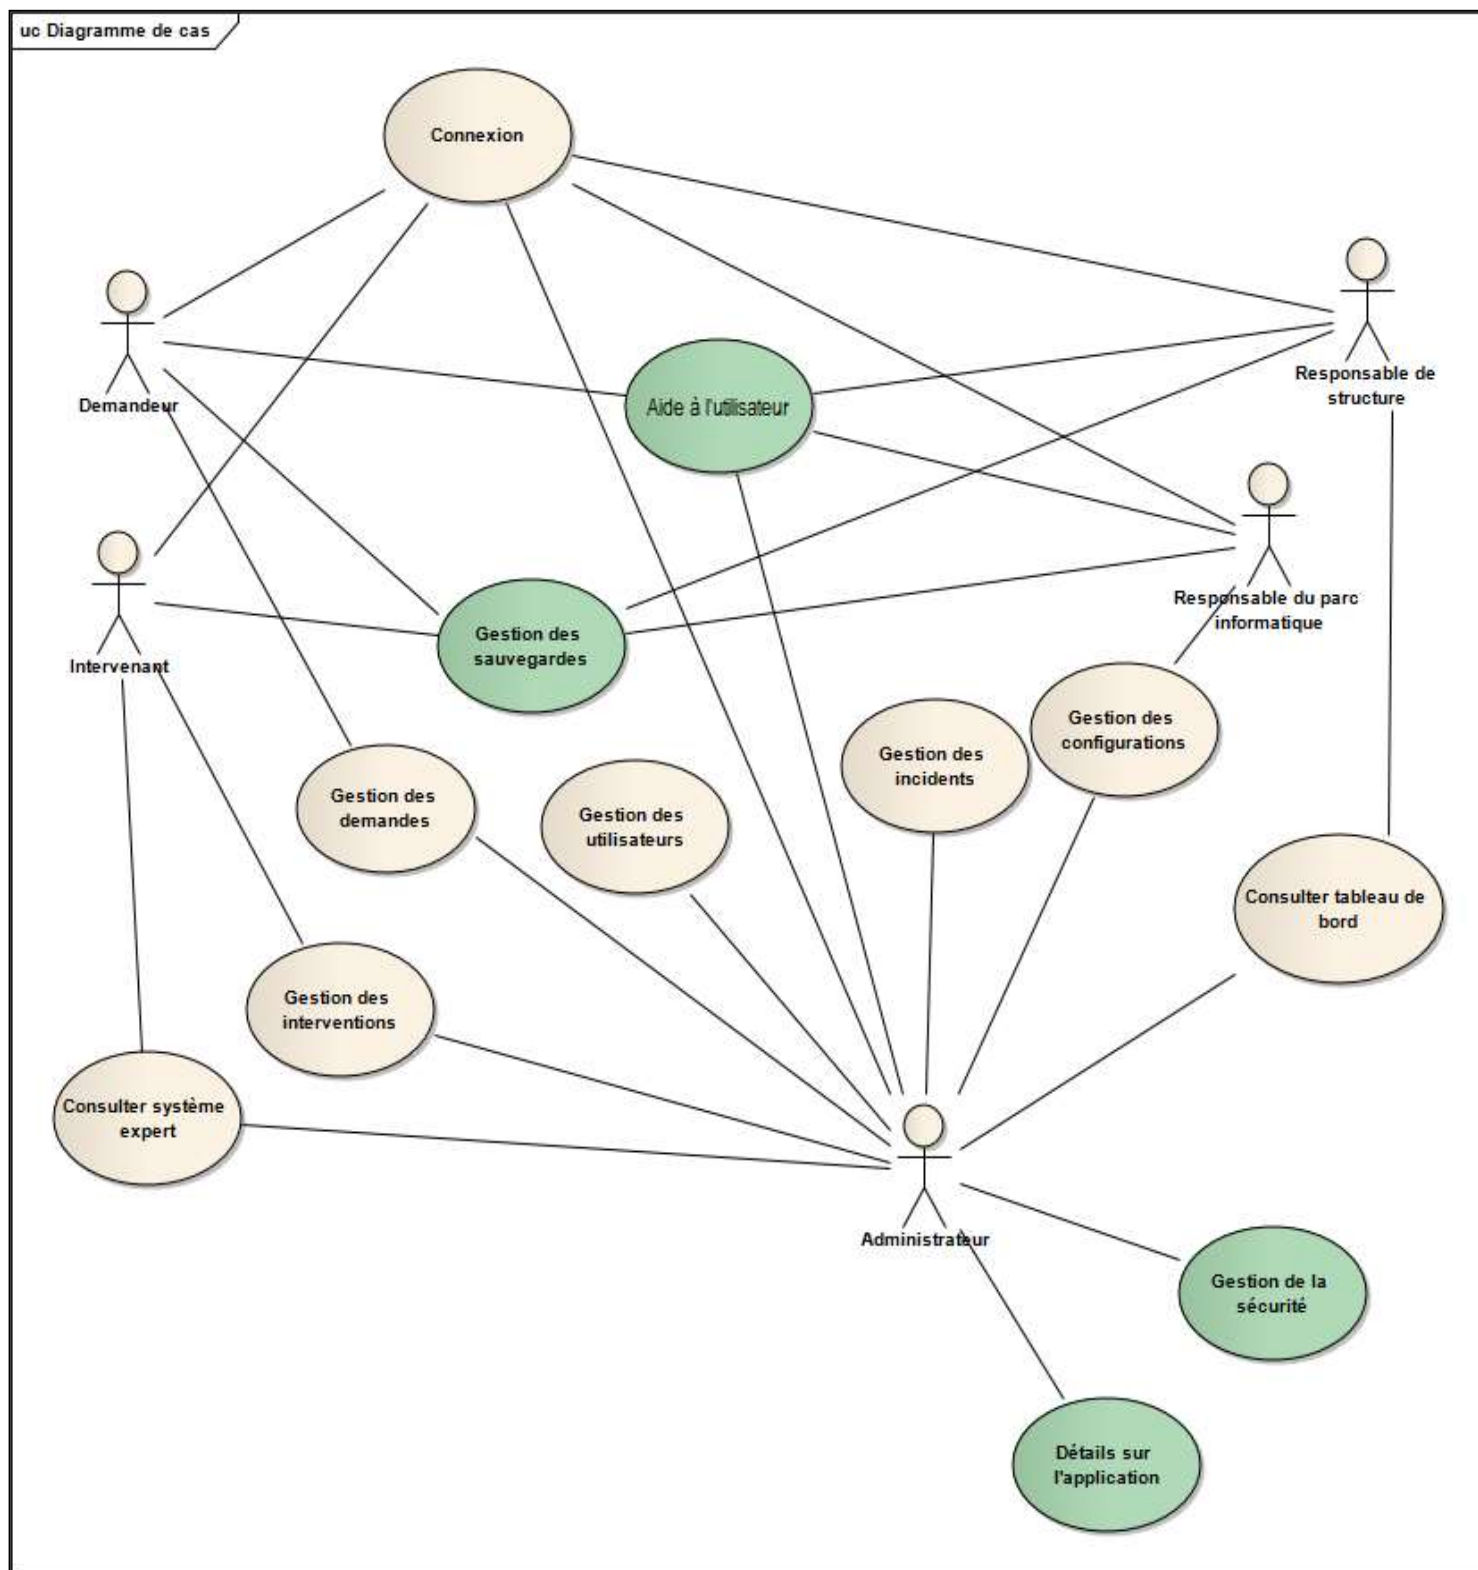 uc Diagramme de cas
Connexion
Demandeur
Aide à l'utilisateur
Responsable de
structure
Responsable du parc
informatique
Intervenant
Gestion des
sauvegardes
Gestion des
demandes
Gestion des
utilisateurs
Gestion des
incidents
Gestion des
configurations
Consulter tableau de
bord
Gestion des
interventions
Consulter système
expert
Administrateur
Gestion de la
sécurité
Détails sur
l'application